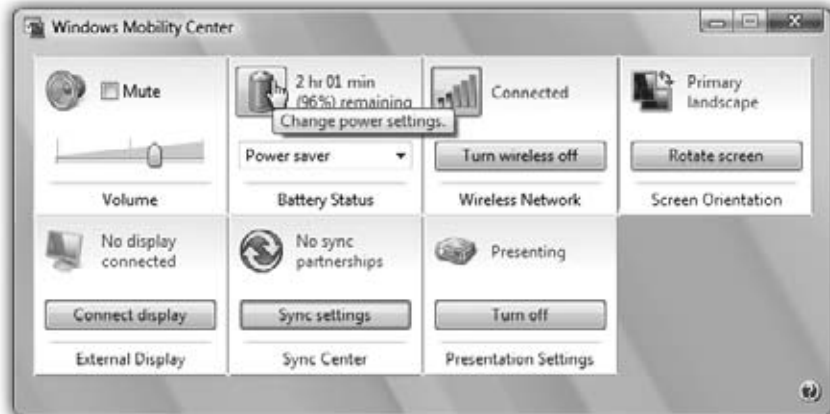 Windows Mobility Center
Mute
Volume
2 hr 01 min
(96%) remaining
Change power settings.
Power saver
Battery Status
Connected
Turn wireless off
Wireless Network
Primary
landscape
Rotate screen
Screen Orientation
No display
connected
Connect display
External Display
No sync
partnerships
Sync settings
Sync Center
Presenting
Turn off
Presentation Settings